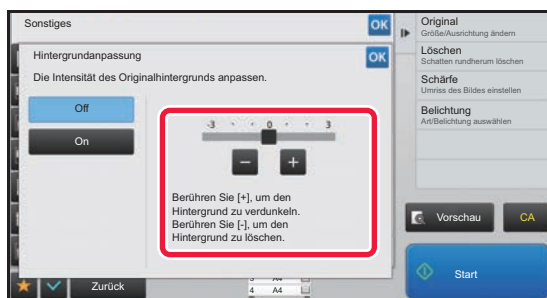 Sonstiges
OK
Hintergrundanpassung
OK
Die Intensität des Originalhintergrunds anpassen.
Off
On
-3 0 3
- +
Berühren Sie [+], um den
Hintergrund zu verdunkeln.
Berühren Sie [-], um den
Hintergrund zu löschen.
Zurück
A4
4 A4
Original
Größe/Ausrichtung ändern
Löschen
Schatten rundherum löschen
Schärfe
Umriss des Bildes einstellen
Belichtung
Art/Belichtung auswählen
Vorschau
CA
Start